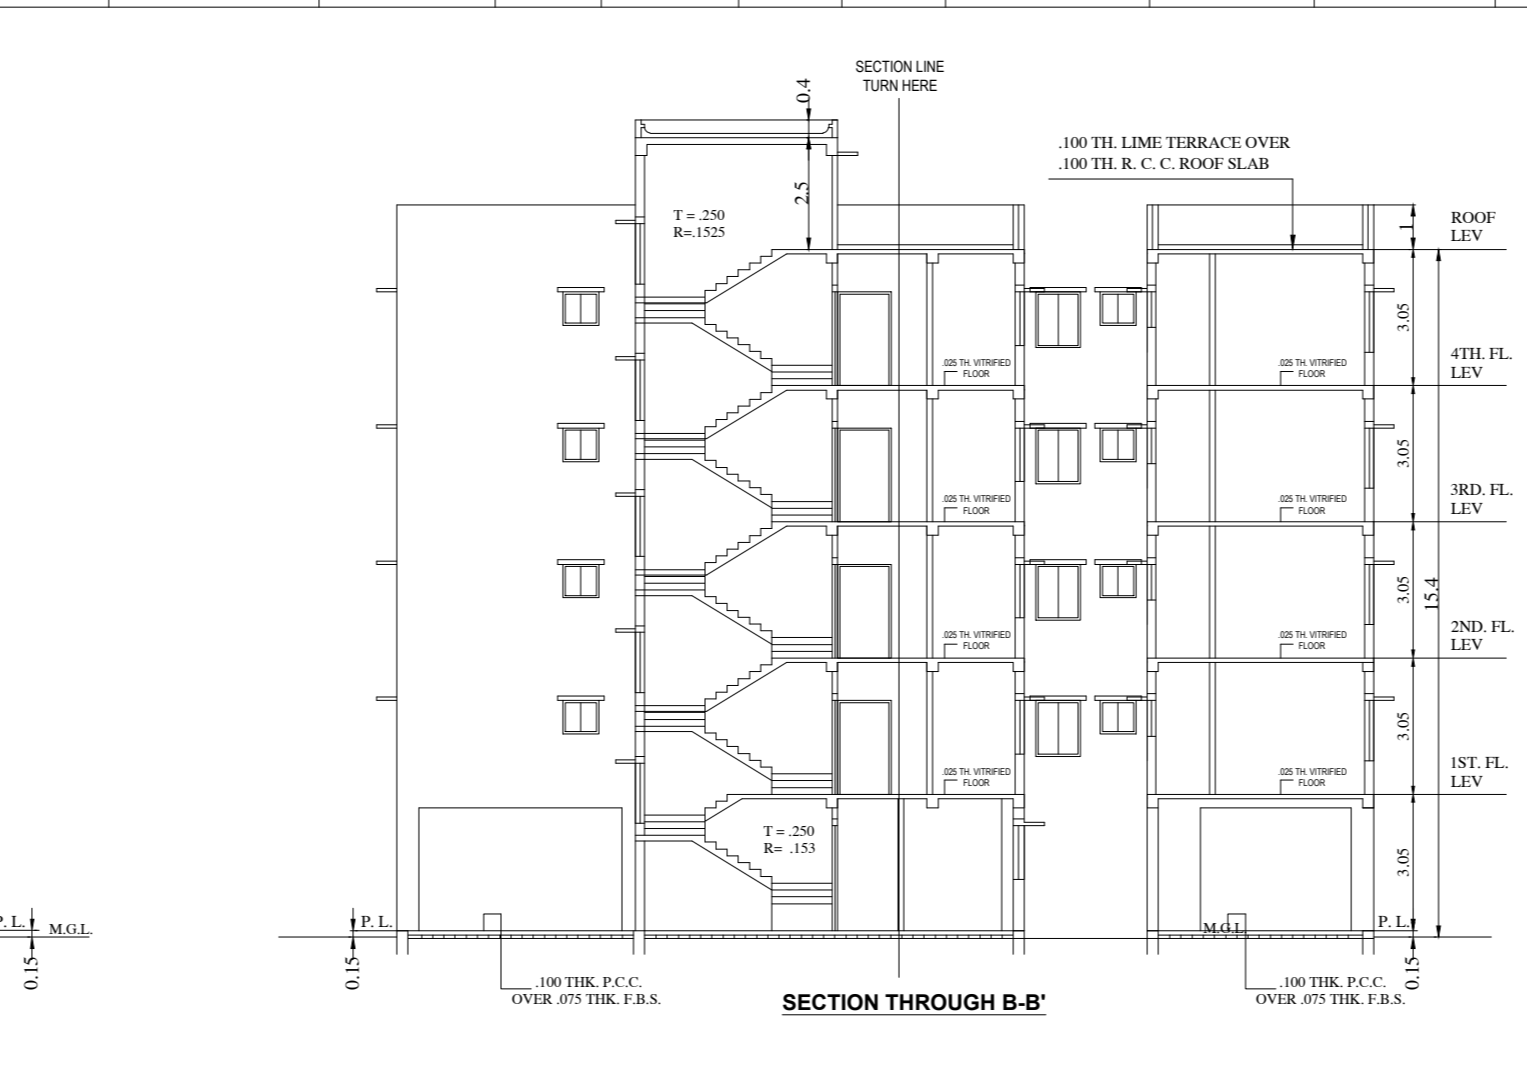 SECTION LINE
TURN HERE
0.4
.100 TH. LIME TERRACE OVER
.100 TH. R. C. C. ROOF SLAB
2.5
T = .250
R=.1525
1
ROOF
LEV
3.05
.025 TH. VITRIFIED
FLOOR
.025 TH. VITRIFIED
FLOOR
4TH. FL.
LEV
3.05
.025 TH. VITRIFIED
FLOOR
.025 TH. VITRIFIED
FLOOR
3RD. FL.
LEV
3.05
15.4
.025 TH. VITRIFIED
FLOOR
.025 TH. VITRIFIED
FLOOR
2ND. FL.
LEV
3.05
.025 TH. VITRIFIED
FLOOR
.025 TH. VITRIFIED
FLOOR
1ST. FL.
LEV
T = .250
R= .153
3.05
P. L.
M.G.L.
P. L.
M.G.L.
P. L.
0.15
0.15
0.15
.100 THK. P.C.C.
OVER .075 THK. F.B.S.
SECTION THROUGH B-B'
.100 THK. P.C.C.
OVER .075 THK. F.B.S.